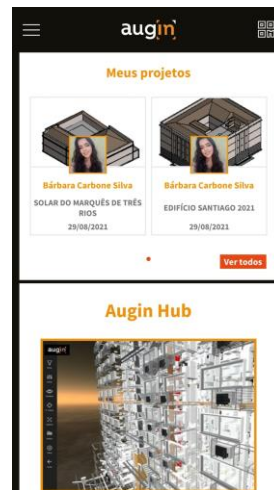 augin
Meus projetos
Bárbara Carbone Silva
SOLAR DO MARQUÊS DE TRÊS
RIOS
29/08/2021
Bárbara Carbone Silva
EDIFÍCIO SANTIAGO 2021
29/08/2021
Ver todos
Augin Hub
augin